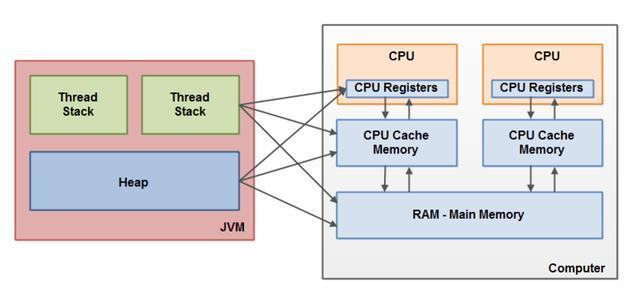 CPU
CPU
Thread
Stack
Thread
Stack
CPU Registers
CPU Registers
CPU Cache
Memory
CPU Cache
Memory
Heap
RAM - Main Memory
JVM
Computer